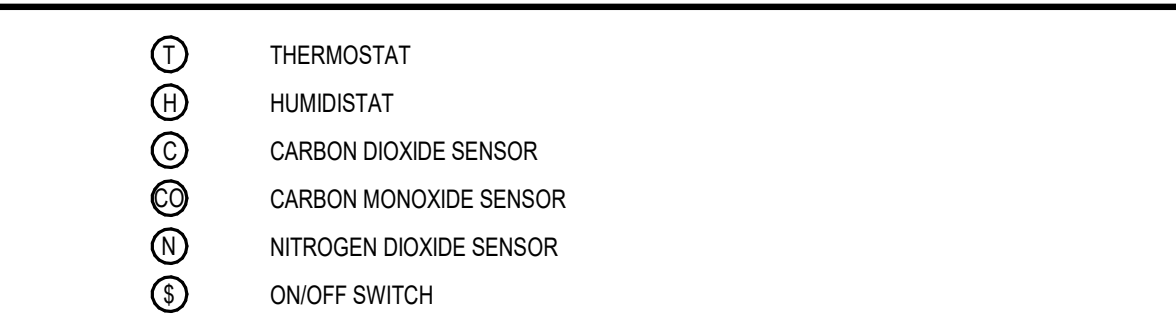 T THERMOSTAT
H HUMIDISTAT
C CARBON DIOXIDE SENSOR
CO CARBON MONOXIDE SENSOR
N NITROGEN DIOXIDE SENSOR
$ ON/OFF SWITCH